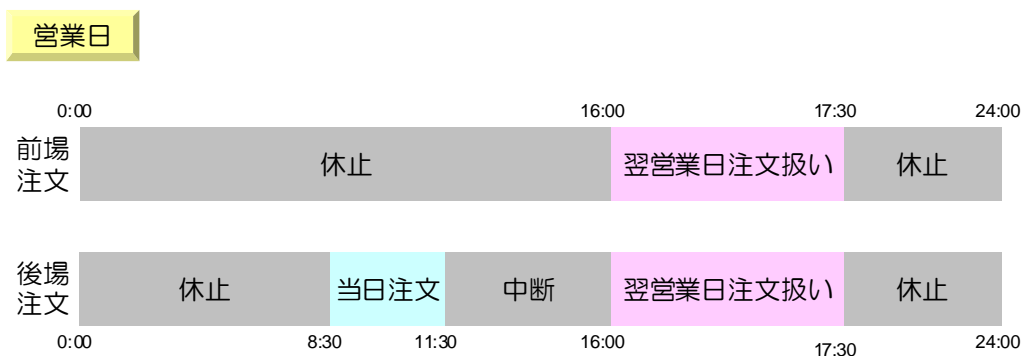 営業日
0:00 16:00 17:30 24:00
前場
注文
休止 翌営業日注文扱い 休止
後場
注文
休止 当日注文 中断 翌営業日注文扱い 休止
0:00 8:30 11:30 16:00 17:30 24:00